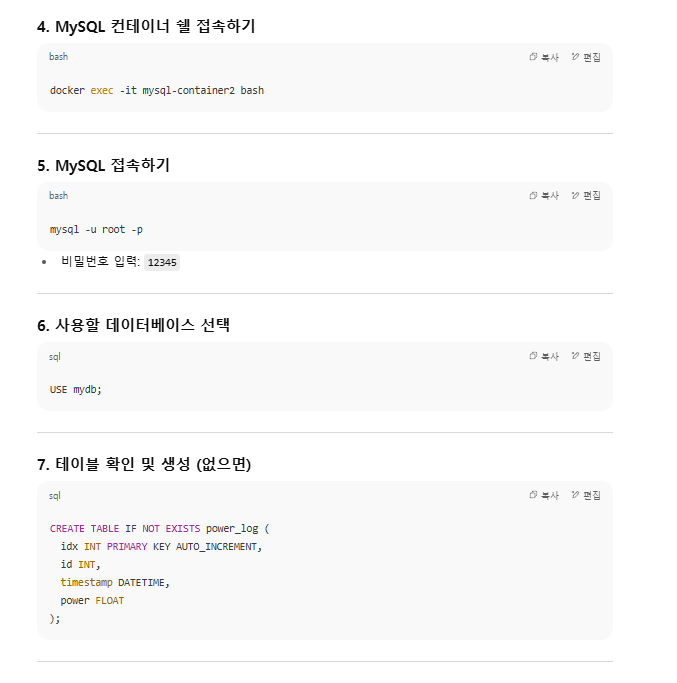 4. MySQL 컨테이너 쉘 접속하기
bash
복사 편집
docker exec -it mysql-container2 bash
5. MySQL 접속하기
bash
복사 편집
mysql -u root -p
• 비밀번호 입력: 12345
6. 사용할 데이터베이스 선택
sql
복사 편집
USE mydb;
7. 테이블 확인 및 생성 (없으면)
sql
복사 편집
CREATE TABLE IF NOT EXISTS power_log (
idx INT PRIMARY KEY AUTO_INCREMENT,
id INT,
timestamp DATETIME,
power FLOAT
);